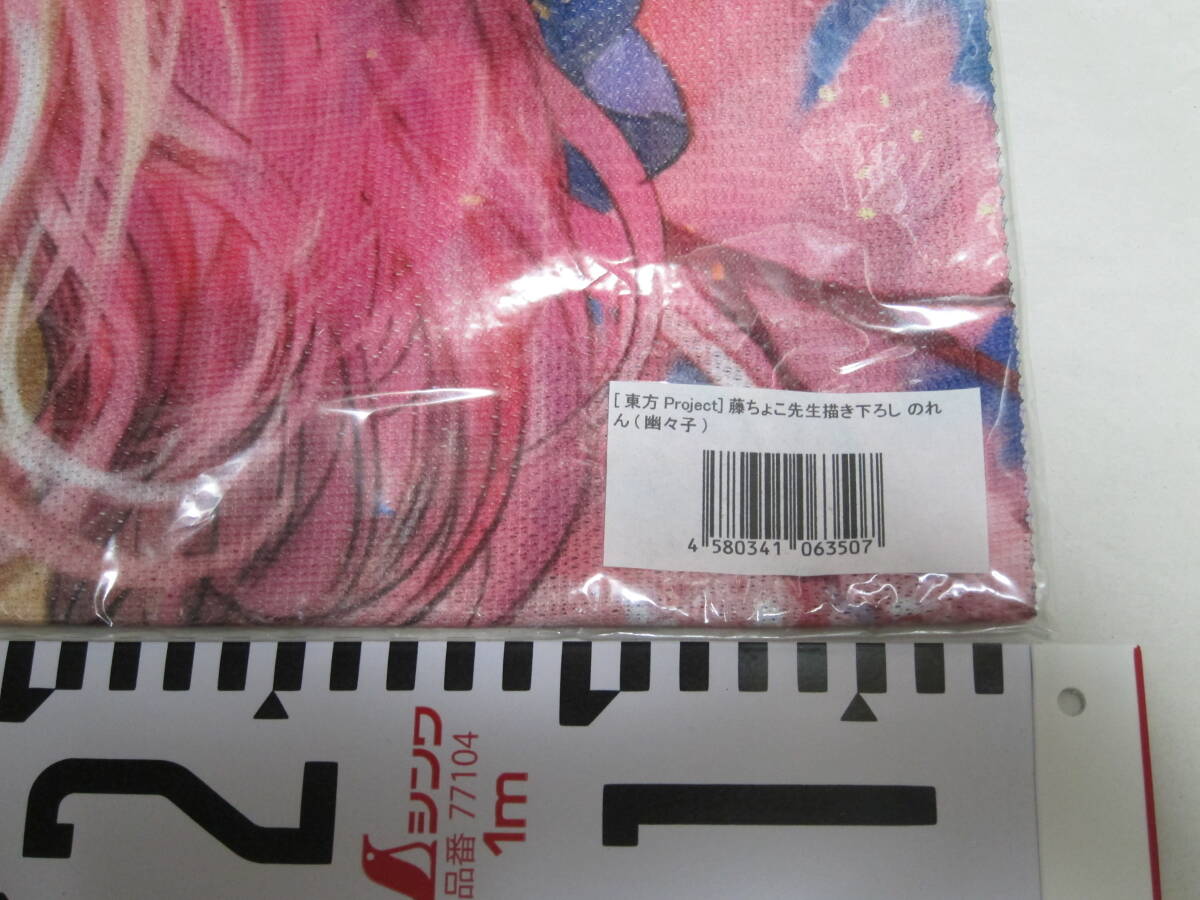 [ 東方 Project] 藤ちょこ先生描き下ろし のれ
ん ( 幽々子 )
4 580341 063507
シンワ
品番 77104
1m
2
1